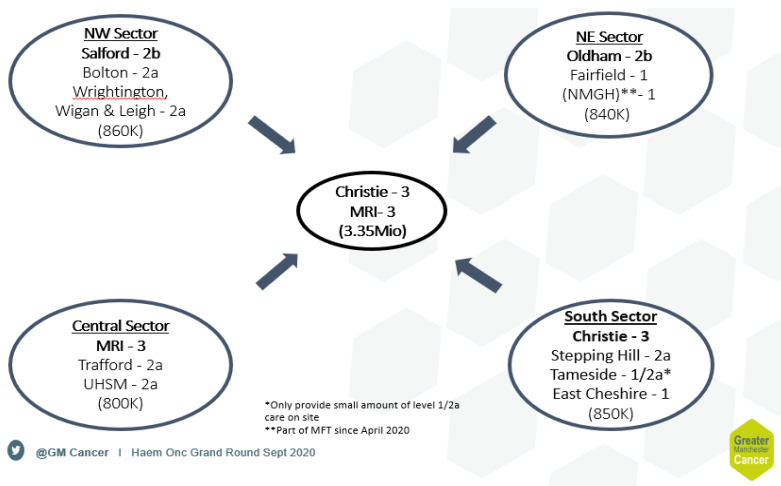 NW Sector
Salford - 2b
Bolton - 2a
Wrightington,
Wigan & Leigh - 2a
(860K)
NE Sector
Oldham - 2b
Fairfield - 1
(NMGH)**- 1
(840K)
Christie - 3
MRI- 3
(3.35Mio)
Central Sector
MRI - 3
Trafford - 2a
UHSM - 2a
(800K)
South Sector
Christie - 3
Stepping Hill - 2a
Tameside - 1/2a*
East Cheshire - 1
(850K)
*Only provide small amount of level 1/2a
care on site
**Part of MFT since April 2020
@GM Cancer I Haem Onc Grand Round Sept 2020
Greater
Manchester
Cancer